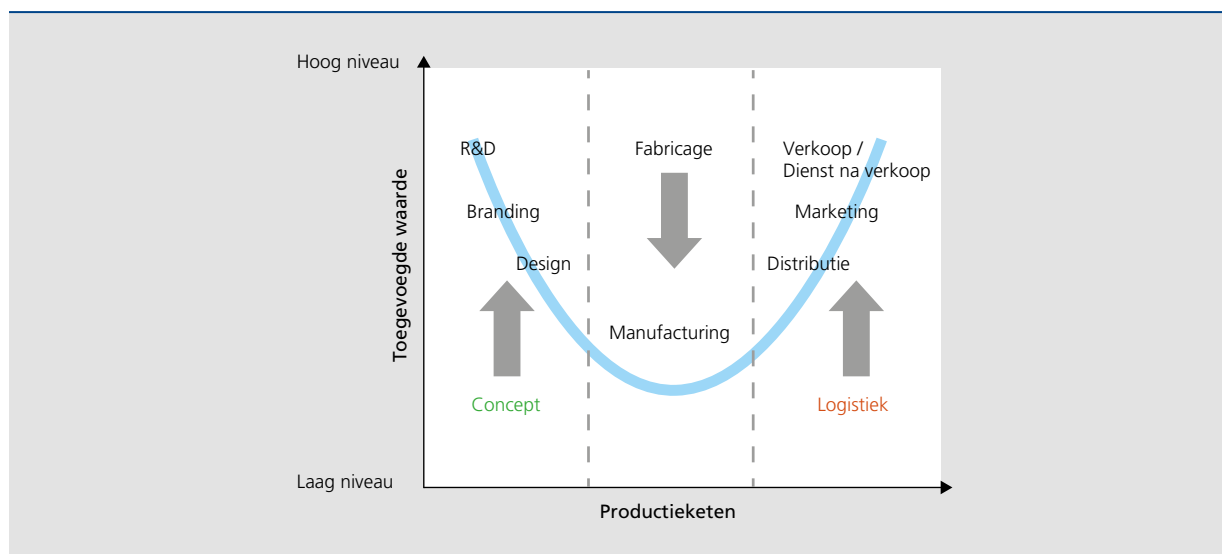 Hoog niveau
R&D
Fabricage
Verkoop /
Dienst na verkoop
Branding
Marketing
Design
Distributie
Toegevoegde waarde
Manufacturing
Concept
Logistiek
Laag niveau
Productieketen